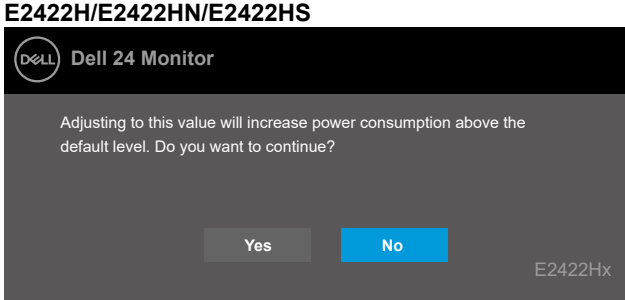 E2422H/E2422HN/E2422HS
DELL Dell 24 Monitor
Adjusting to this value will increase power consumption above the
default level. Do you want to continue?
Yes No
E2422Hx